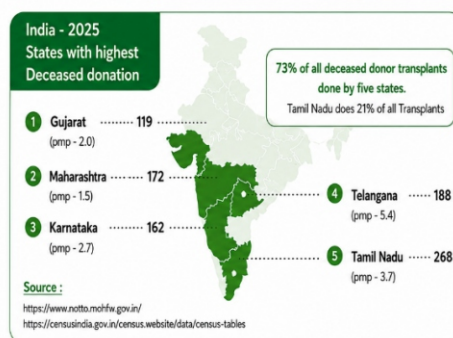 India - 2025
States with highest
Deceased donation
73% of all deceased donor transplants
done by five states.
Tamil Nadu does 21% of all Transplants
1 Gujarat ------ 119
(pmp - 2.0)
2 Maharashtra ------ 172
(pmp - 1.5)
3 Karnataka ······ 162
(pmp - 2.7)
4 Telangana ······ 188
(pmp - 5.4)
5 Tamil Nadu ···· 268
(pmp - 3.7)
Source :
https://www.notto.mohfw.gov.in/
https://censusindia.gov.in/census.website/data/census-tables